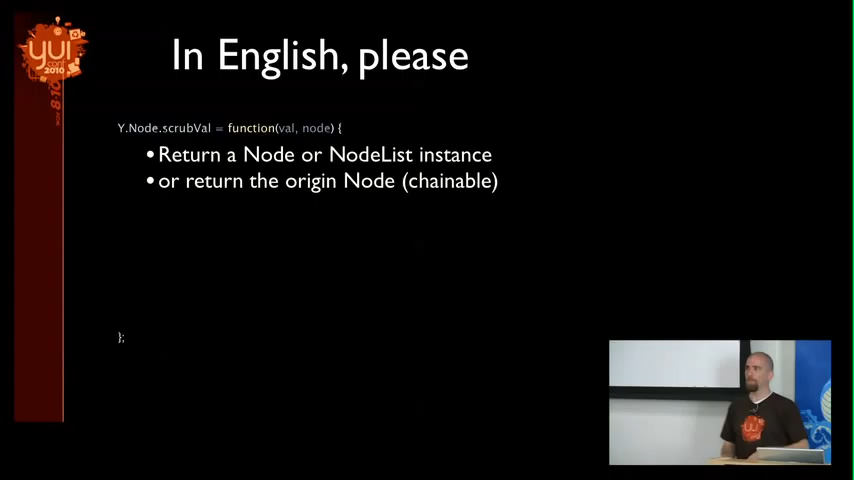 YUI
conf
2010
In English, please
Y.Node.scrubVal = function(val, node) {
•Return a Node or NodeList instance
•or return the origin Node (chainable)
};